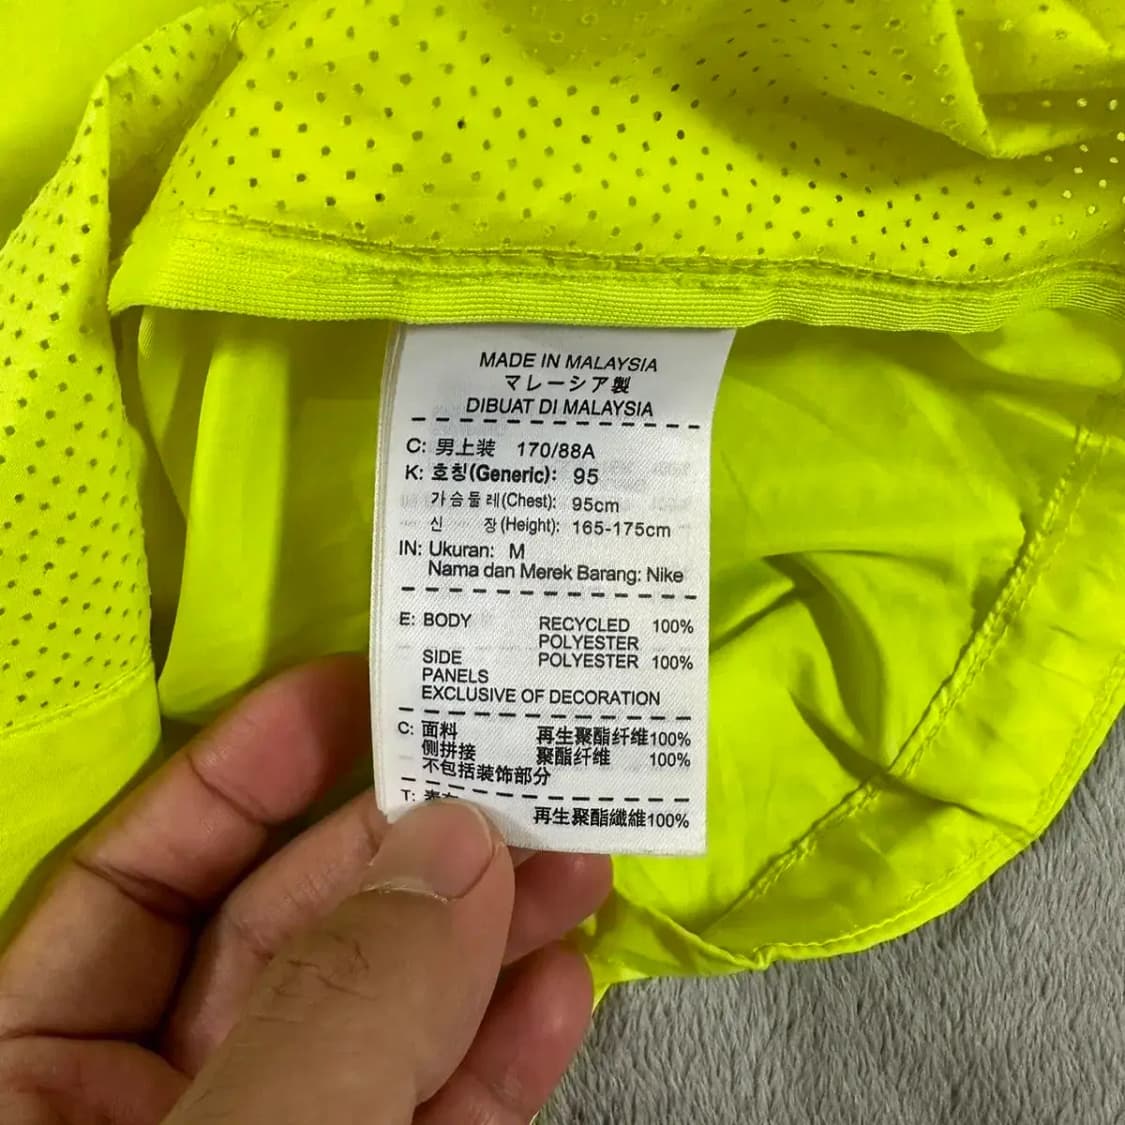 MADE IN MALAYSIA
マレーシア製
DIBUAT DI MALAYSIA
C: 男上装 170/88A
K: 호칭(Generic): 95
가슴둘레(Chest): 95cm
신 장(Height): 165-175cm
IN: Ukuran: M
Nama dan Merek Barang: Nike
E: BODY RECYCLED 100%
POLYESTER
SIDE POLYESTER 100%
PANELS
EXCLUSIVE OF DECORATION
C: 面料 再生聚酯纤维100%
侧拼接 聚酯纤维 100%
不包括装饰部分
T: 再生聚酯纖維100%